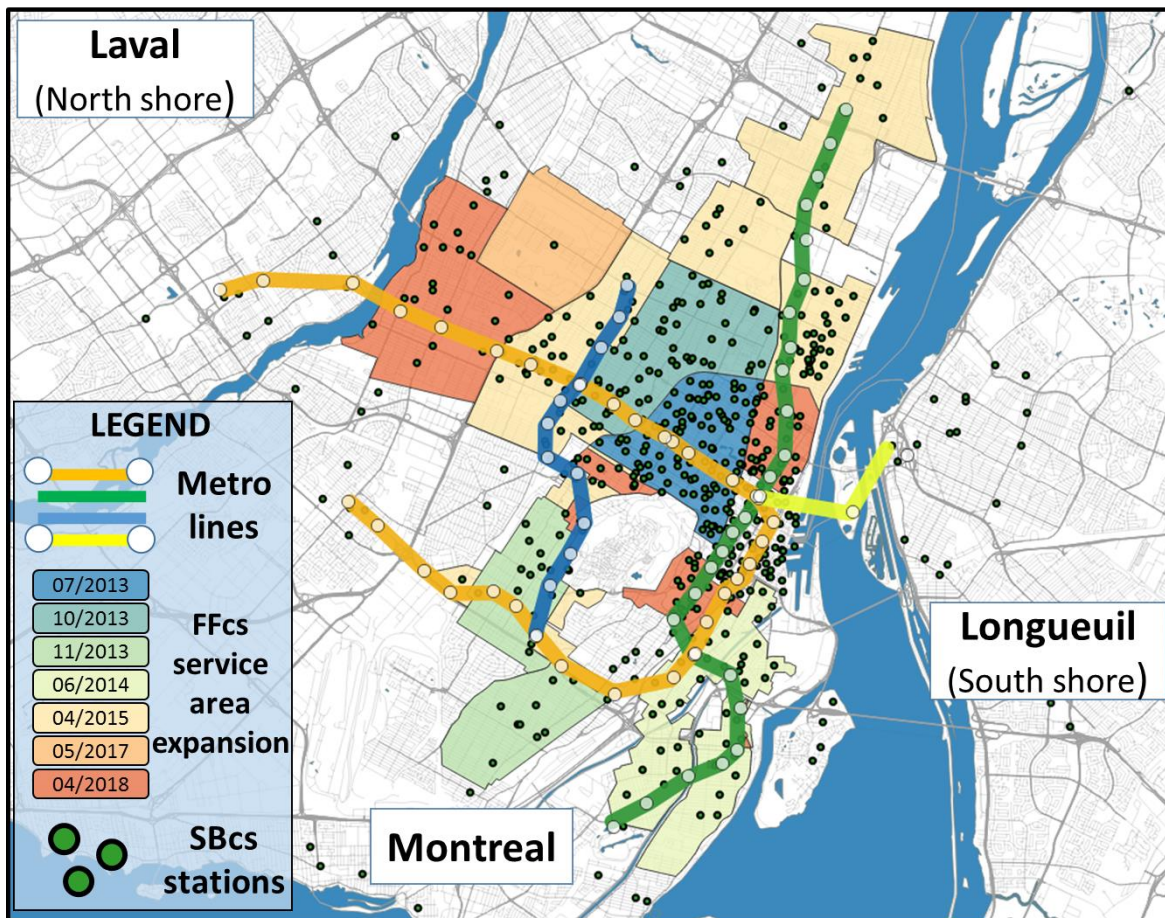 Laval
(North shore)
LEGEND
Metro
lines
07/2013
10/2013
11/2013
06/2014
04/2015
05/2017
04/2018
FFcs
service
area
expansion
SBcs
stations
Montreal
Longueuil
(South shore)